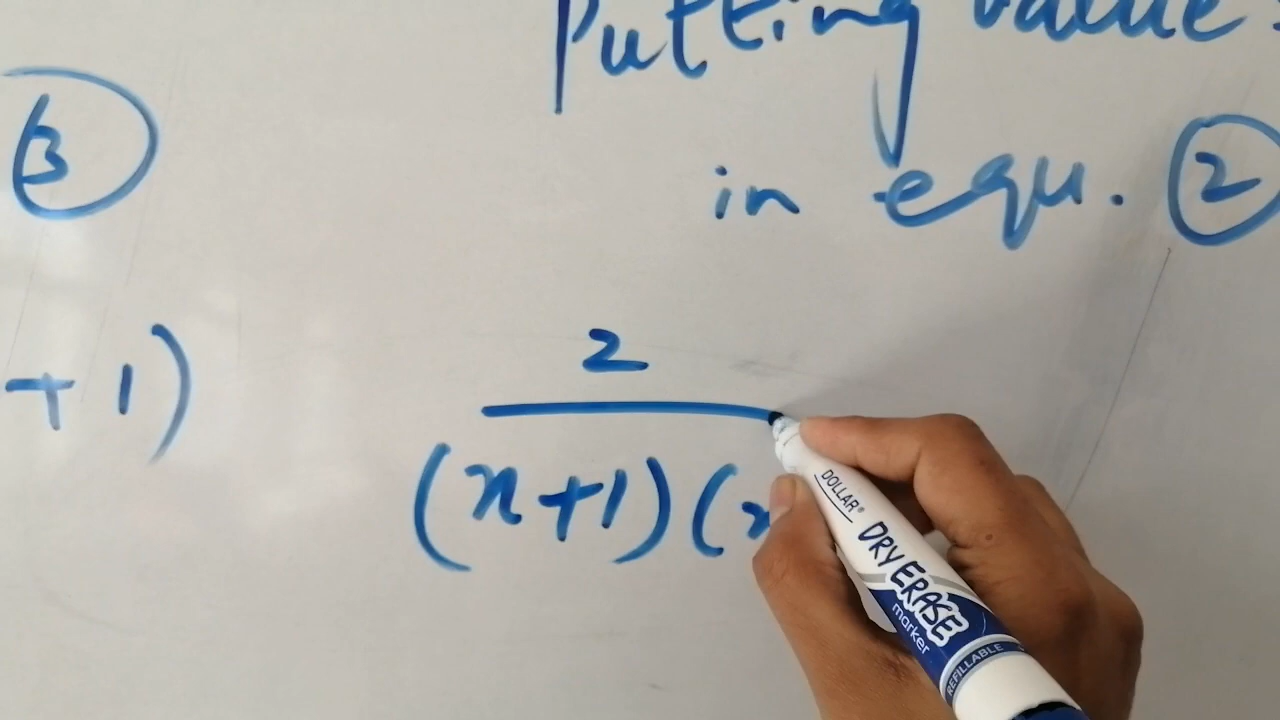 Putting value
in equ. ②
③
+ 1)
2
(x+1)(x
DOLLAR®
DRY ERASE
marker
REFILLABLE